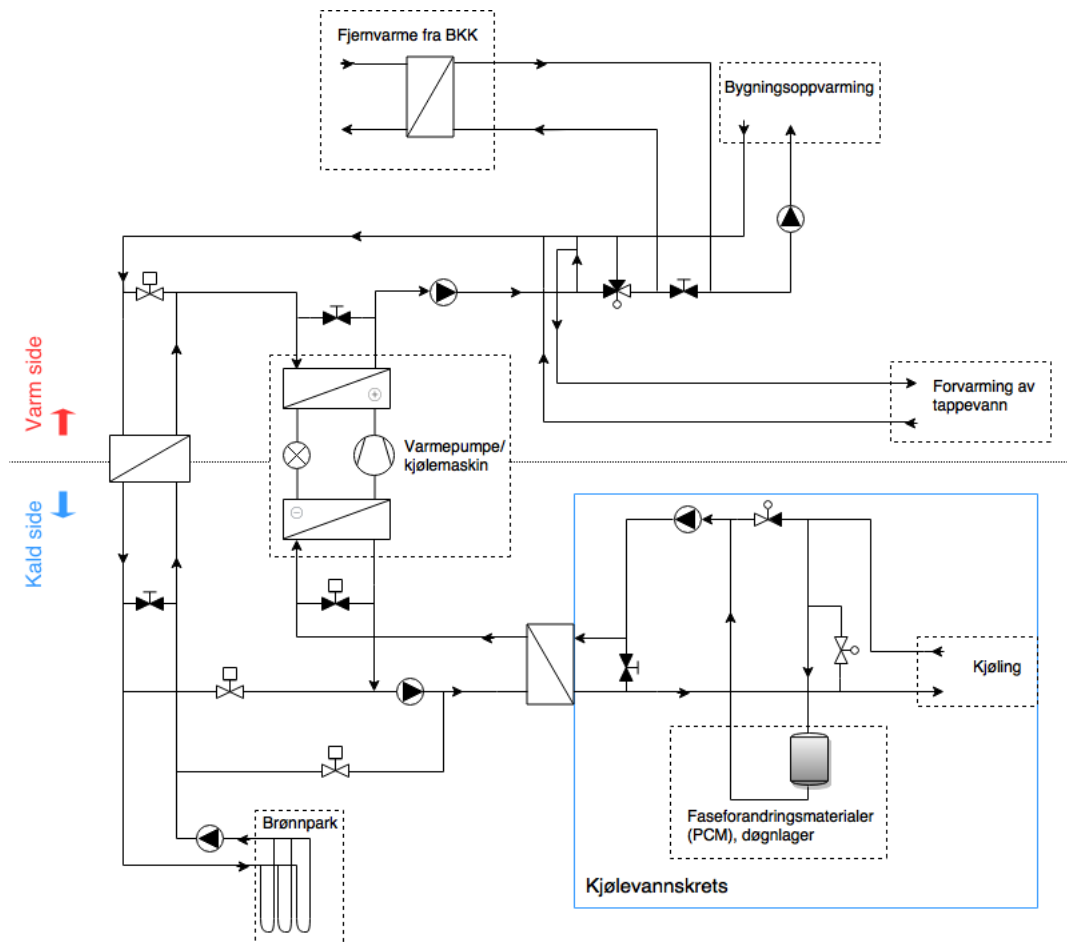 Fjernvarme fra BKK
Bygningsoppvarming
Varm side
Forvarming av
tappevann
Varmepumpe/
kjølemaskin
+
−
Kald side
Kjøling
Faseforandringsmaterialer
(PCM), døgnlager
Brønnpark
Kjølevannskrets